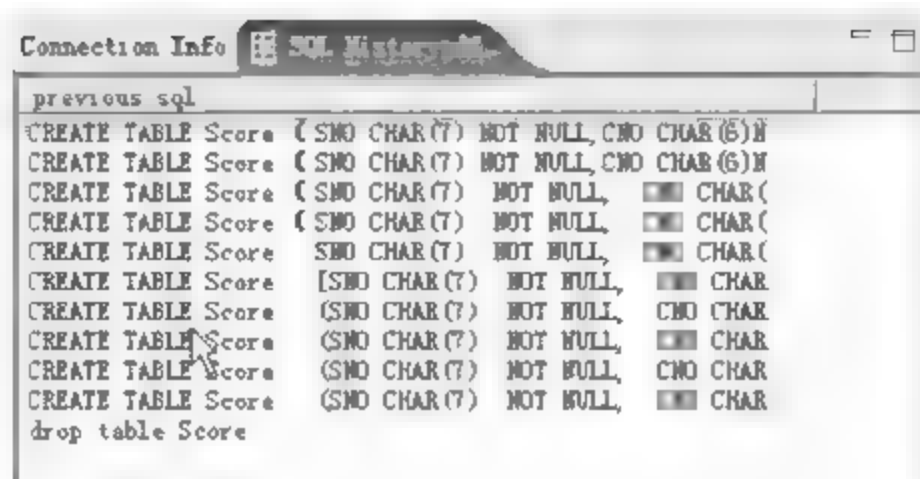 Connection Info SQL History
previous sql
CREATE TABLE Score ( SNO CHAR(7) NOT NULL, CNO CHAR(6)N
CREATE TABLE Score ( SNO CHAR(7) NOT NULL, CNO CHAR(6)N
CREATE TABLE Score ( SNO CHAR(7) NOT NULL, CHAR(
CREATE TABLE Score ( SNO CHAR(7) NOT NULL, CHAR(
CREATE TABLE Score SNO CHAR(7) NOT NULL, CHAR(
CREATE TABLE Score [SNO CHAR(7) NOT NULL, CHAR
CREATE TABLE Score (SNO CHAR(7) NOT NULL, CNO CHAR
CREATE TABLE Score (SNO CHAR(7) NOT NULL, CHAR
CREATE TABLE Score (SNO CHAR(7) NOT NULL, CNO CHAR
CREATE TABLE Score (SNO CHAR(7) NOT NULL, CHAR
drop table Score